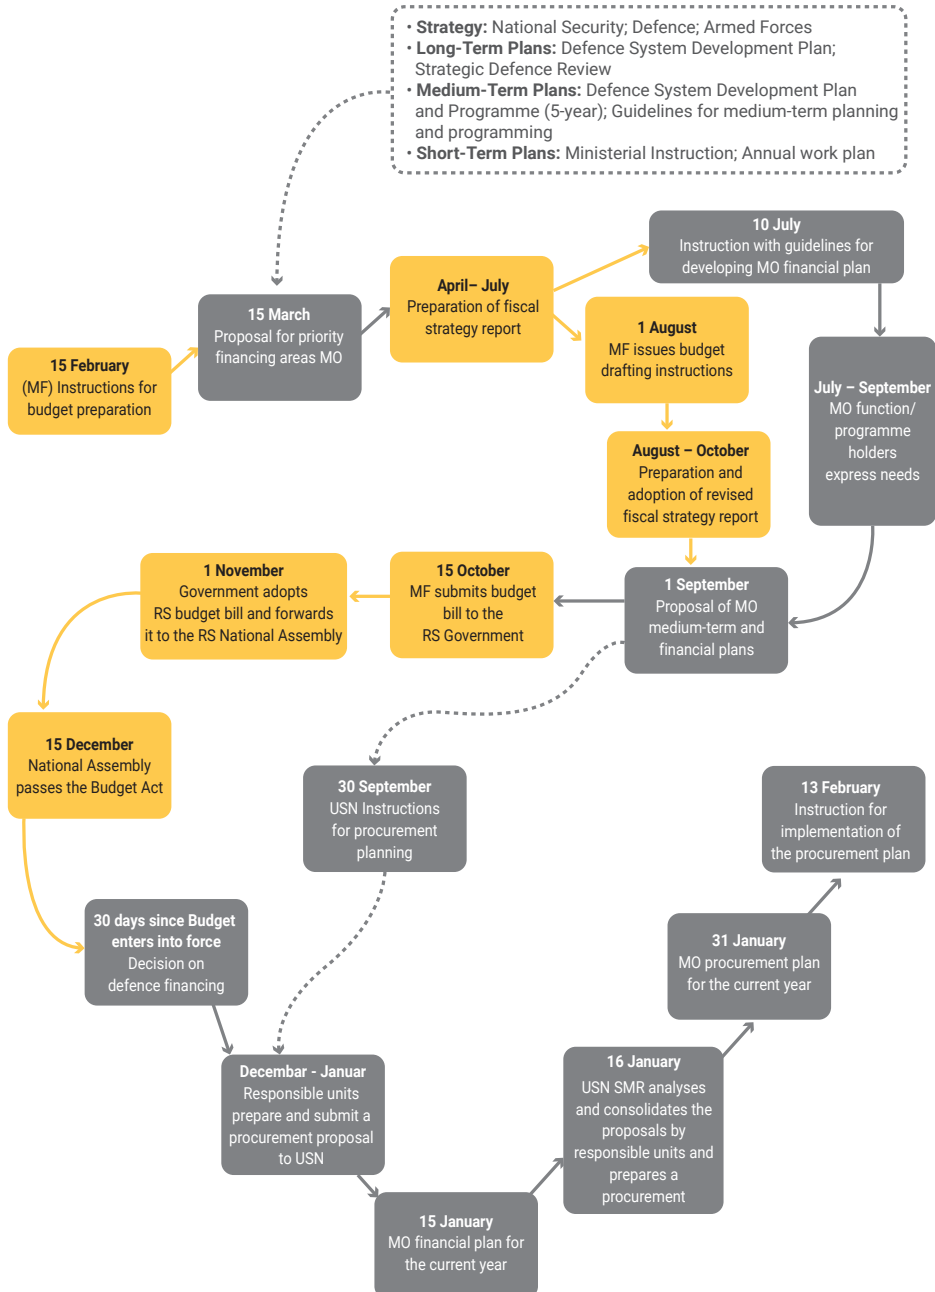 • Strategy: National Security; Defence; Armed Forces
• Long-Term Plans: Defence System Development Plan;
Strategic Defence Review
• Medium-Term Plans: Defence System Development Plan
and Programme (5-year); Guidelines for medium-term planning
and programming
• Short-Term Plans: Ministerial Instruction; Annual work plan
10 July
Instruction with guidelines for
developing MO financial plan
April– July
Preparation of fiscal
strategy report
15 March
Proposal for priority
financing areas MO
1 August
MF issues budget
drafting instructions
15 February
(MF) Instructions for
budget preparation
July – September
MO function/
programme
holders
express needs
August – October
Preparation and
adoption of revised
fiscal strategy report
1 November
Government adopts
RS budget bill and forwards
it to the RS National Assembly
15 October
MF submits budget
bill to the
RS Government
1 September
Proposal of MO
medium-term and
financial plans
15 December
National Assembly
passes the Budget Act
30 September
USN Instructions
for procurement
planning
13 February
Instruction for
implementation of
the procurement plan
30 days since Budget
enters into force
Decision on
defence financing
31 January
MO procurement plan
for the current year
Decembar - Januar
Responsible units
prepare and submit a
procurement proposal
to USN
16 January
USN SMR analyses
and consolidates the
proposals by
responsible units and
prepares a
procurement
15 January
MO financial plan for
the current year